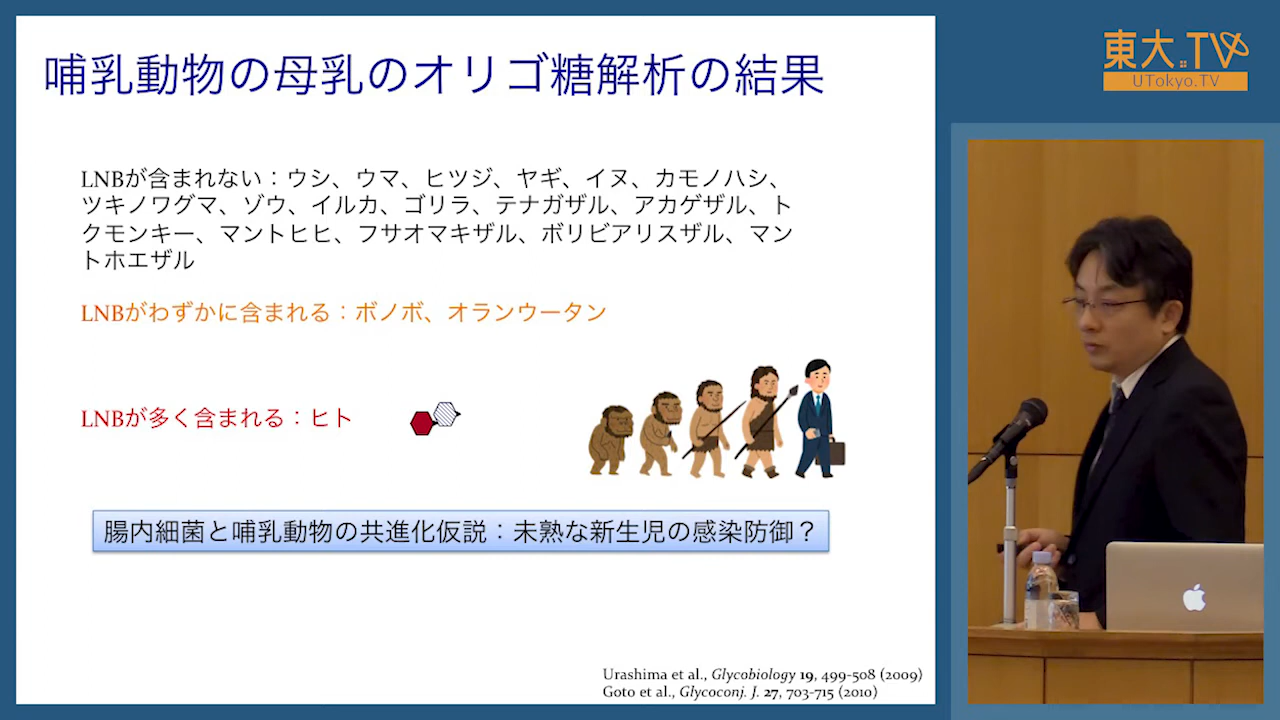 哺乳動物の母乳のオリゴ糖解析の結果
LNBが含まれない：ウシ、ウマ、ヒツジ、ヤギ、イヌ、カモノハシ、
ツキノワグマ、ゾウ、イルカ、ゴリラ、テナガザル、アカゲザル、ト
クモンキー、マントヒヒ、フサオマキザル、ボリビアリスザル、マン
トホエザル
LNBがわずかに含まれる：ボノボ、オランウータン
LNBが多く含まれる：ヒト
腸内細菌と哺乳動物の共進化仮説：未熟な新生児の感染防御？
Urashima et al., Glycobiology 19, 499-508 (2009)
Goto et al., Glycoconj. J. 27, 703-715 (2010)
東大.TV
UTokyo.TV